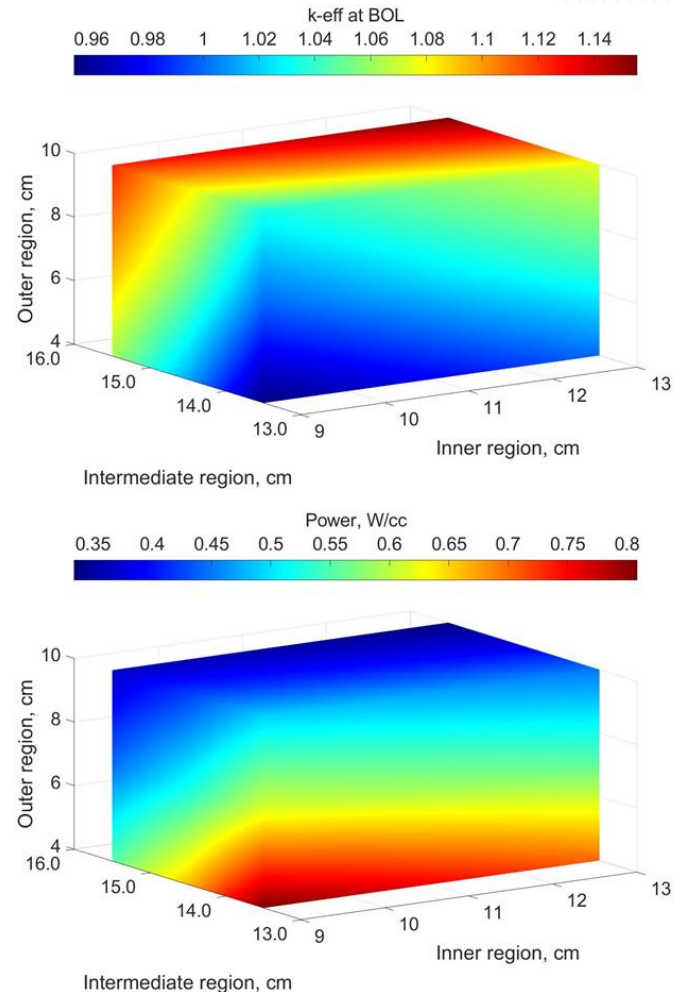 k-eff at BOL
0.96 0.98 1 1.02 1.04 1.06 1.08 1.1 1.12 1.14
10
8
6
4
Outer region, cm
16.0
15.0
14.0
13.0
9
10
11
12
13
Inner region, cm
Intermediate region, cm
Power, W/cc
0.35 0.4 0.45 0.5 0.55 0.6 0.65 0.7 0.75 0.8
10
8
6
4
Outer region, cm
16.0
15.0
14.0
13.0
9
10
11
12
13
Inner region, cm
Intermediate region, cm